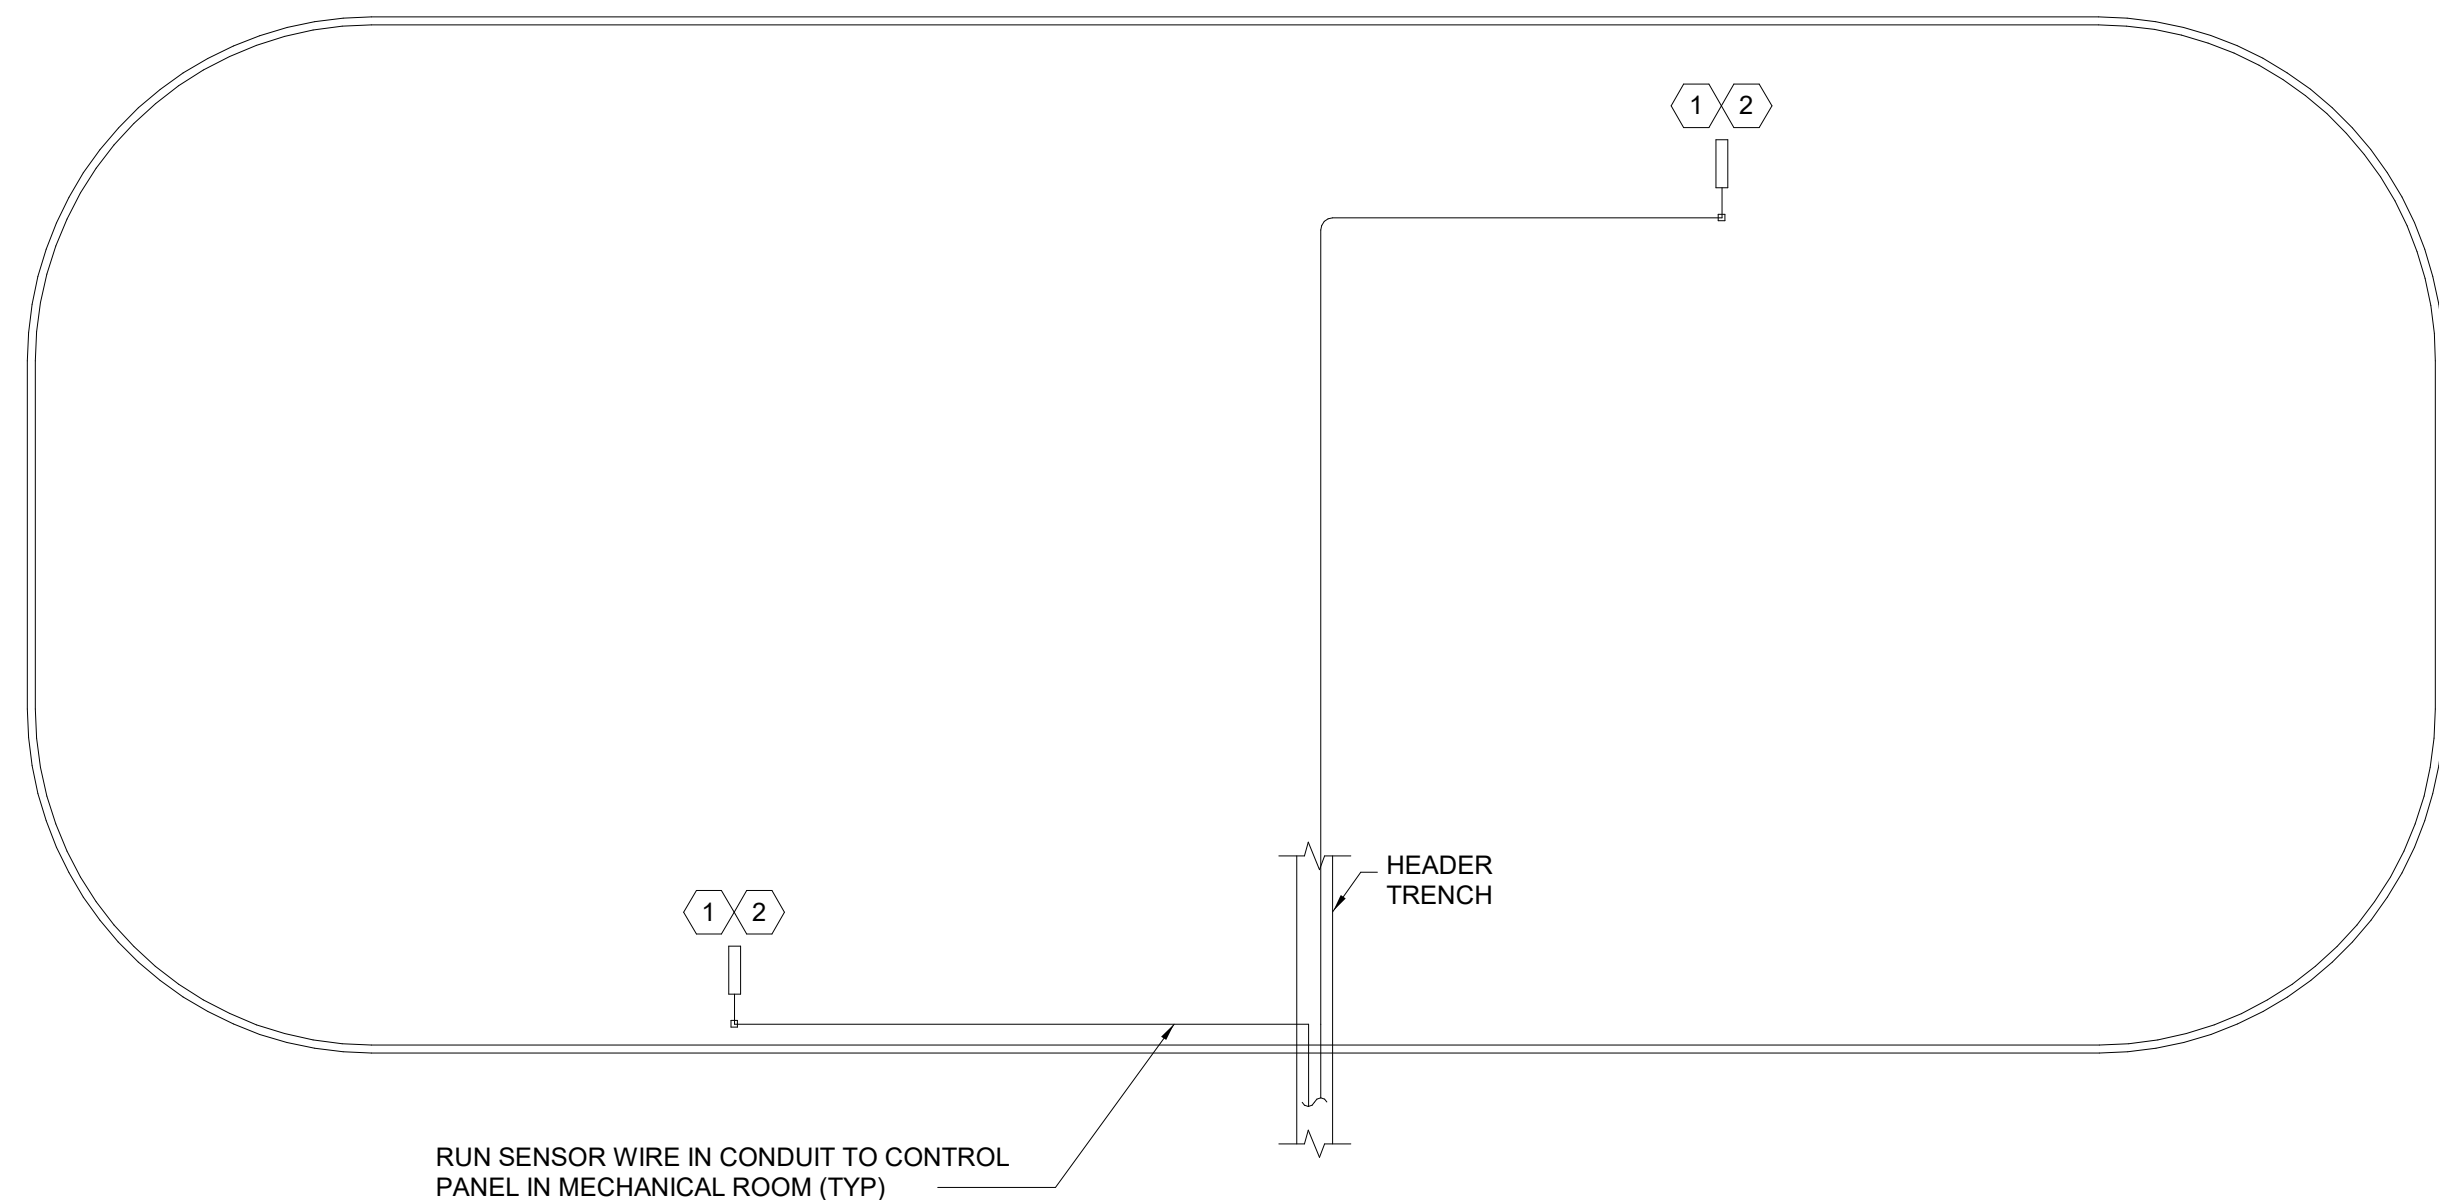 1 2
HEADER
TRENCH
1 2
RUN SENSOR WIRE IN CONDUIT TO CONTROL
PANEL IN MECHANICAL ROOM (TYP)